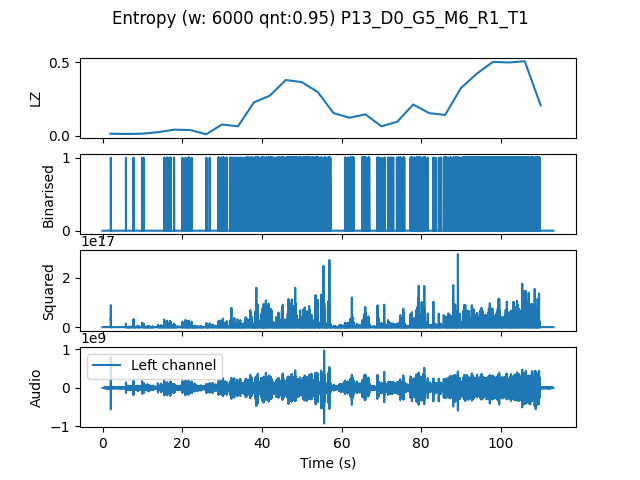 Entropy (w: 6000 qnt:0.95) P13_D0_G5_M6_R1_T1
0.5
0.0
LZ
1
0
Binarised
1e17
2
0
Squared
1e9
1
0
−1
Audio
Left channel
0 20 40 60 80 100
Time (s)